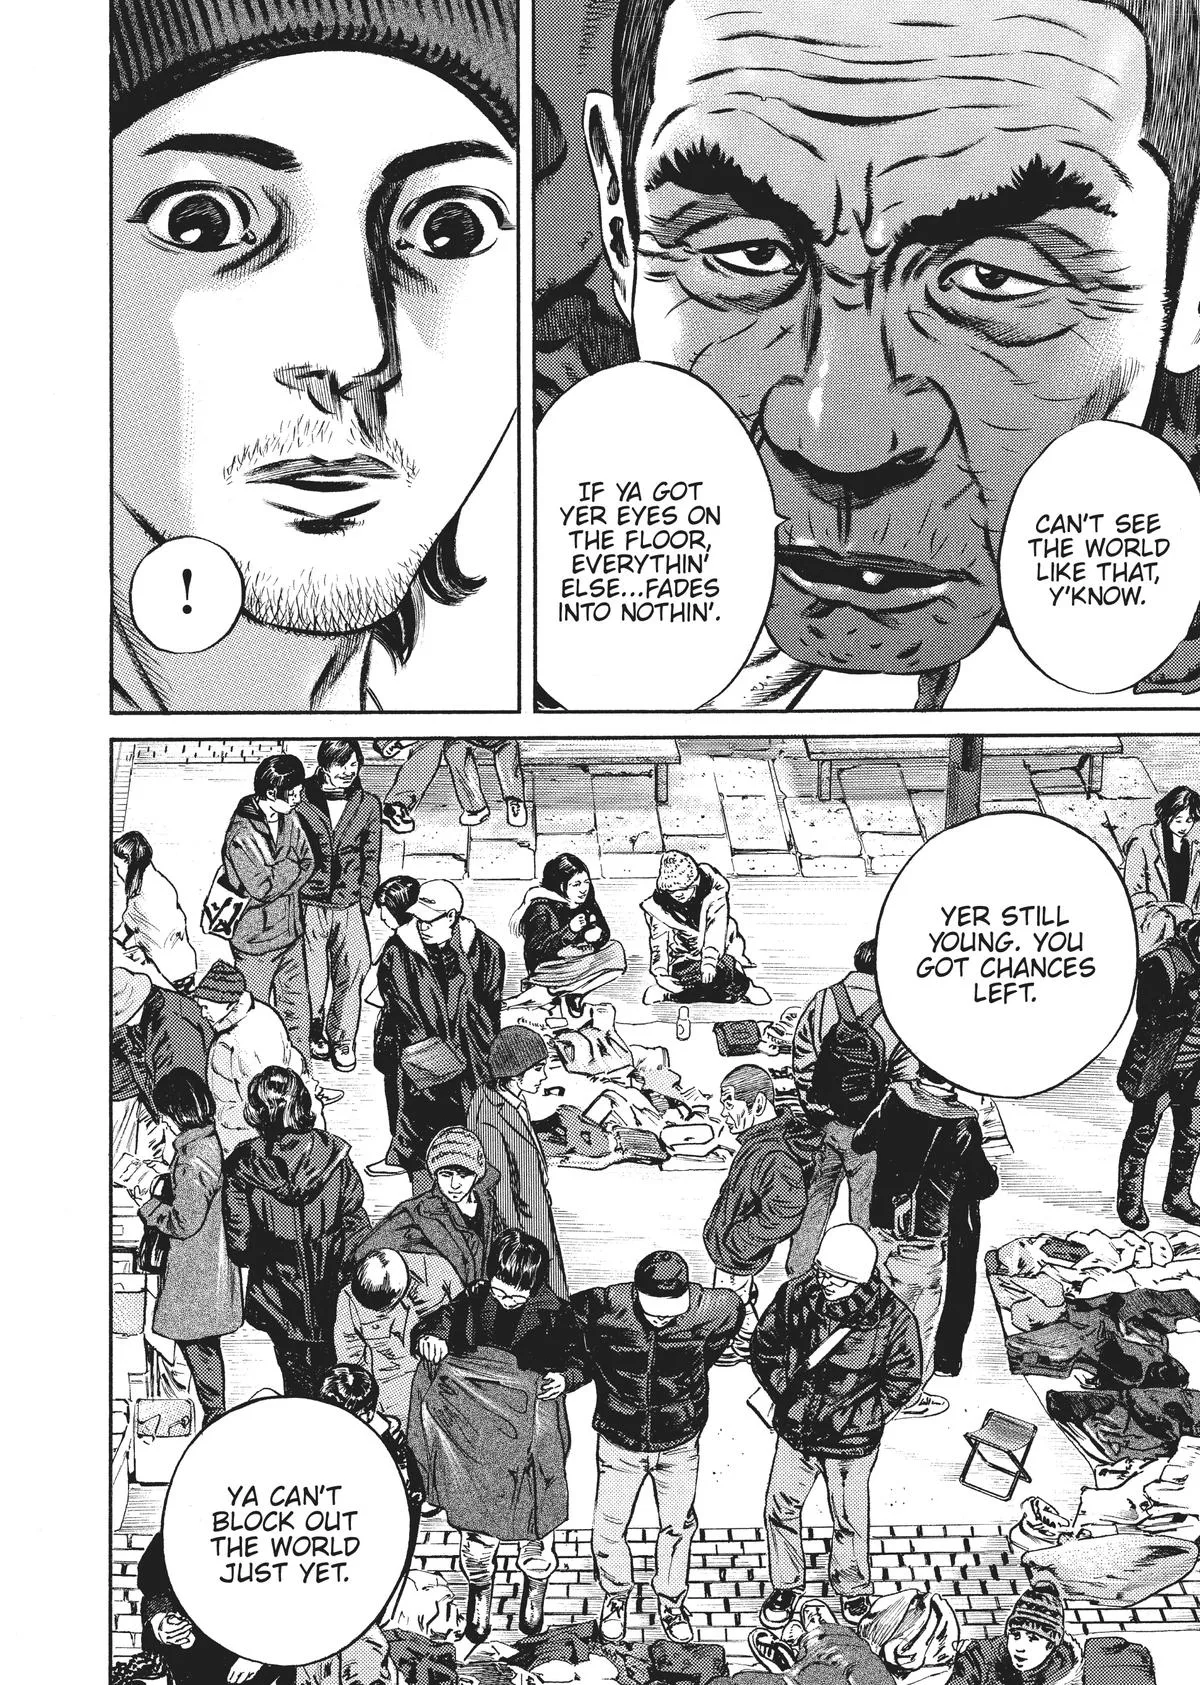 CAN'T SEE
THE WORLD
LIKE THAT,
Y'KNOW.
IF YA GOT
YER EYES ON
THE FLOOR,
EVERYTHIN'
ELSE...FADES
INTO NOTHIN'.
!
YER STILL
YOUNG. YOU
GOT CHANCES
LEFT.
YA CAN'T
BLOCK OUT
THE WORLD
JUST YET.